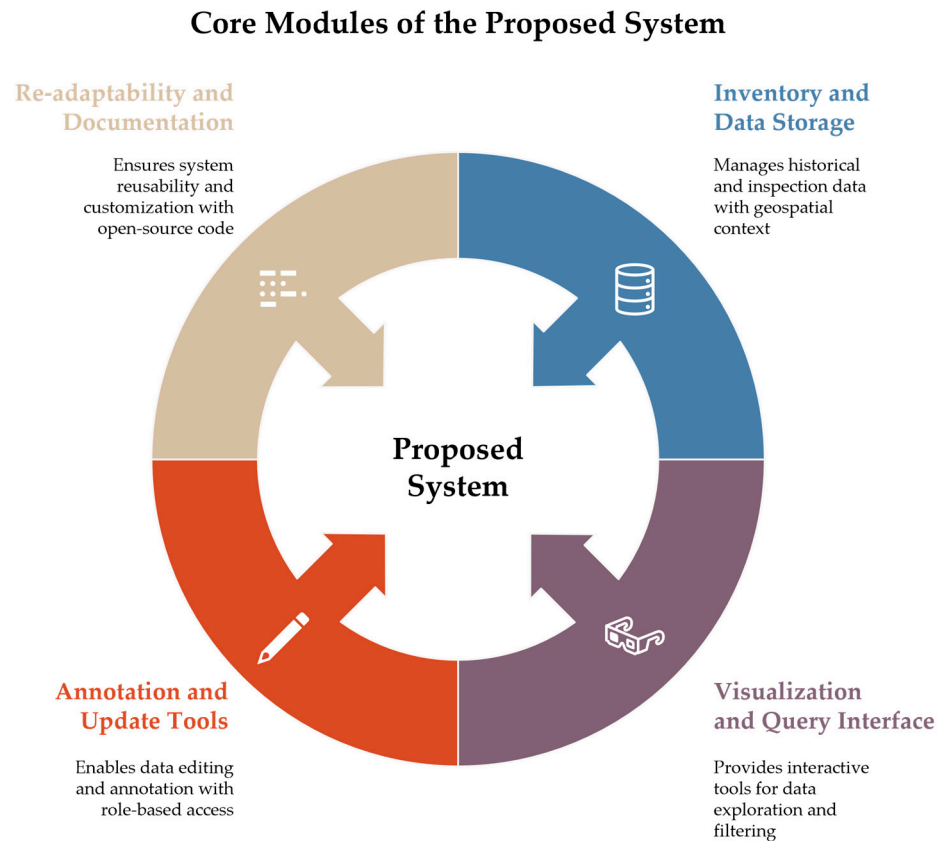 Core Modules of the Proposed System
Re-adaptability and
Documentation
Ensures system
reusability and
customization with
open-source code
Inventory and
Data Storage
Manages historical
and inspection data
with geospatial
context
Proposed
System
Annotation and
Update Tools
Enables data editing
and annotation with
role-based access
Visualization
and Query Interface
Provides interactive
tools for data
exploration and
filtering